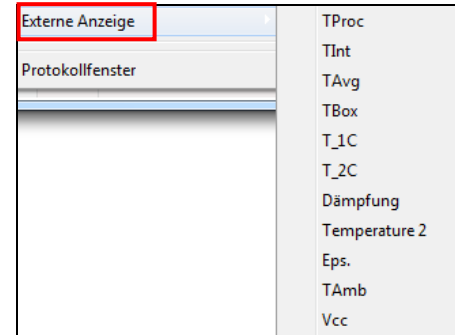 Externe Anzeige
Protokollfenster
TProc
TInt
TAvg
TBox
T_1C
T_2C
Dämpfung
Temperature 2
Eps.
TAmb
Vcc